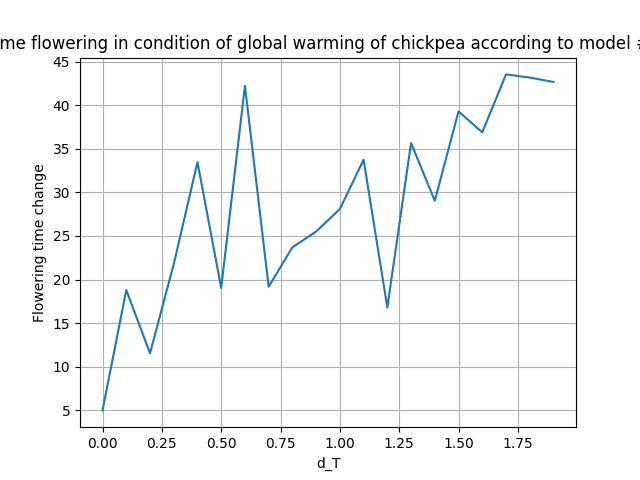 me flowering in condition of global warming of chickpea according to model #
45
40
35
30
25
20
15
10
5
Flowering time change
0.00 0.25 0.50 0.75 1.00 1.25 1.50 1.75
d_T